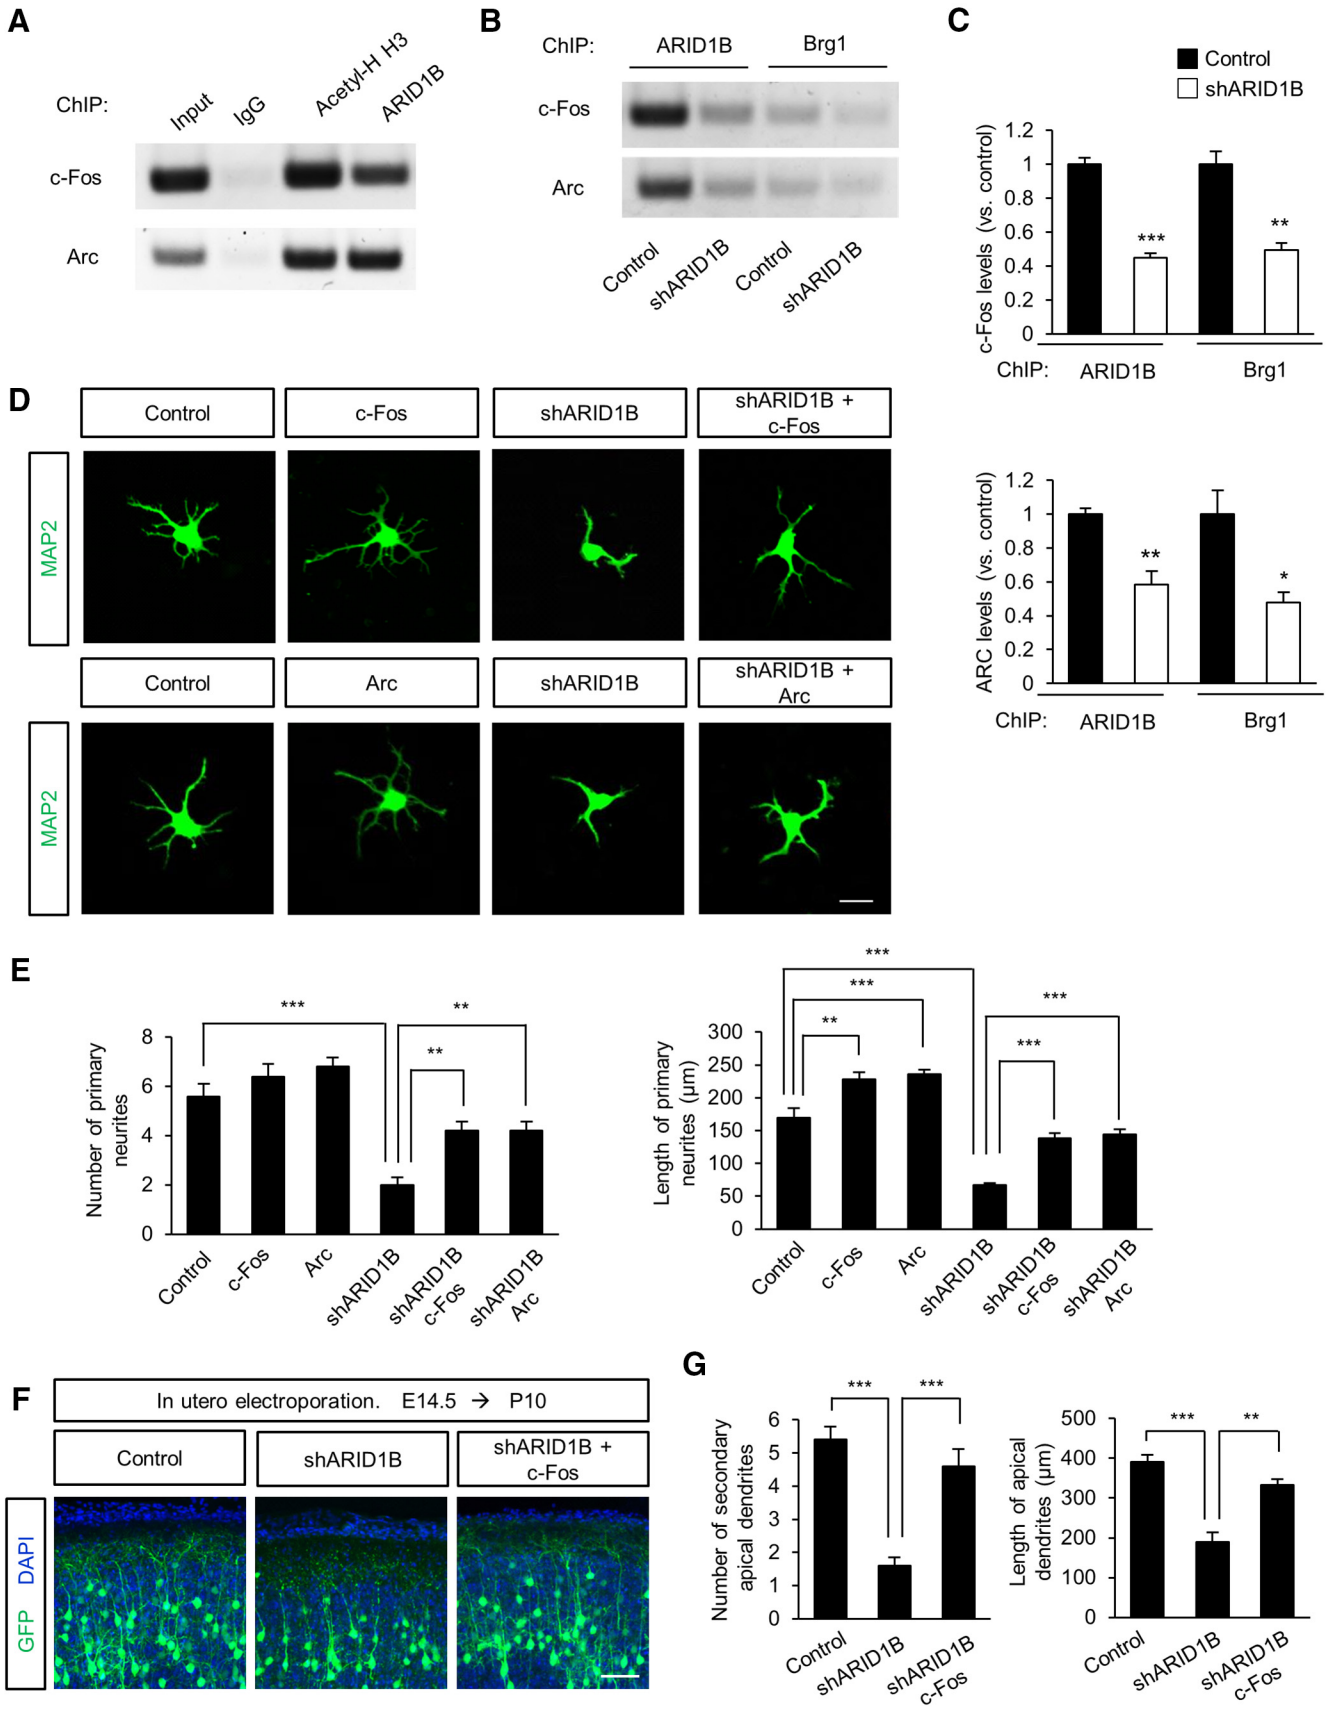 A
ChIP:
Input
IgG
Acetyl-H H3
ARID1B
c-Fos
Arc
B
ChIP:
ARID1B
Brg1
c-Fos
Arc
Control
shARID1B
Control
shARID1B
C
Control
shARID1B
c-Fos levels (vs. control)
1.2
1
0.8
0.6
0.4
0.2
0
***
**
ChIP:
ARID1B
Brg1
ARC levels (vs. control)
1.2
1
0.8
0.6
0.4
0.2
0
**
*
ChIP:
ARID1B
Brg1
D
Control
c-Fos
shARID1B
shARID1B +
c-Fos
MAP2
Control
Arc
shARID1B
shARID1B +
Arc
MAP2
E
Number of primary
neurites
8
6
4
2
0
***
**
**
Control
c-Fos
Arc
shARID1B
shARID1B
c-Fos
shARID1B
Arc
Length of primary
neurites (μm)
300
250
200
150
100
50
0
***
***
**
***
***
Control
c-Fos
Arc
shARID1B
shARID1B
c-Fos
shARID1B
Arc
F
In utero electroporation. E14.5 → P10
Control
shARID1B
shARID1B +
c-Fos
GFP DAPI
G
Number of secondary
apical dendrites
6
5
4
3
2
1
0
***
***
Control
shARID1B
shARID1B
c-Fos
Length of apical
dendrites (μm)
500
400
300
200
100
0
***
**
Control
shARID1B
shARID1B
c-Fos